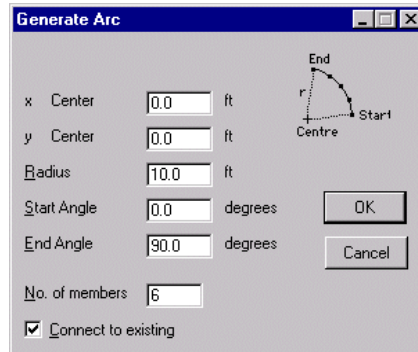 Generate Arc
End
r
Start
Centre
x Center 0.0 ft
y Center 0.0 ft
Radius 10.0 ft
Start Angle 0.0 degrees
End Angle 90.0 degrees
No. of members 6
Connect to existing
OK
Cancel